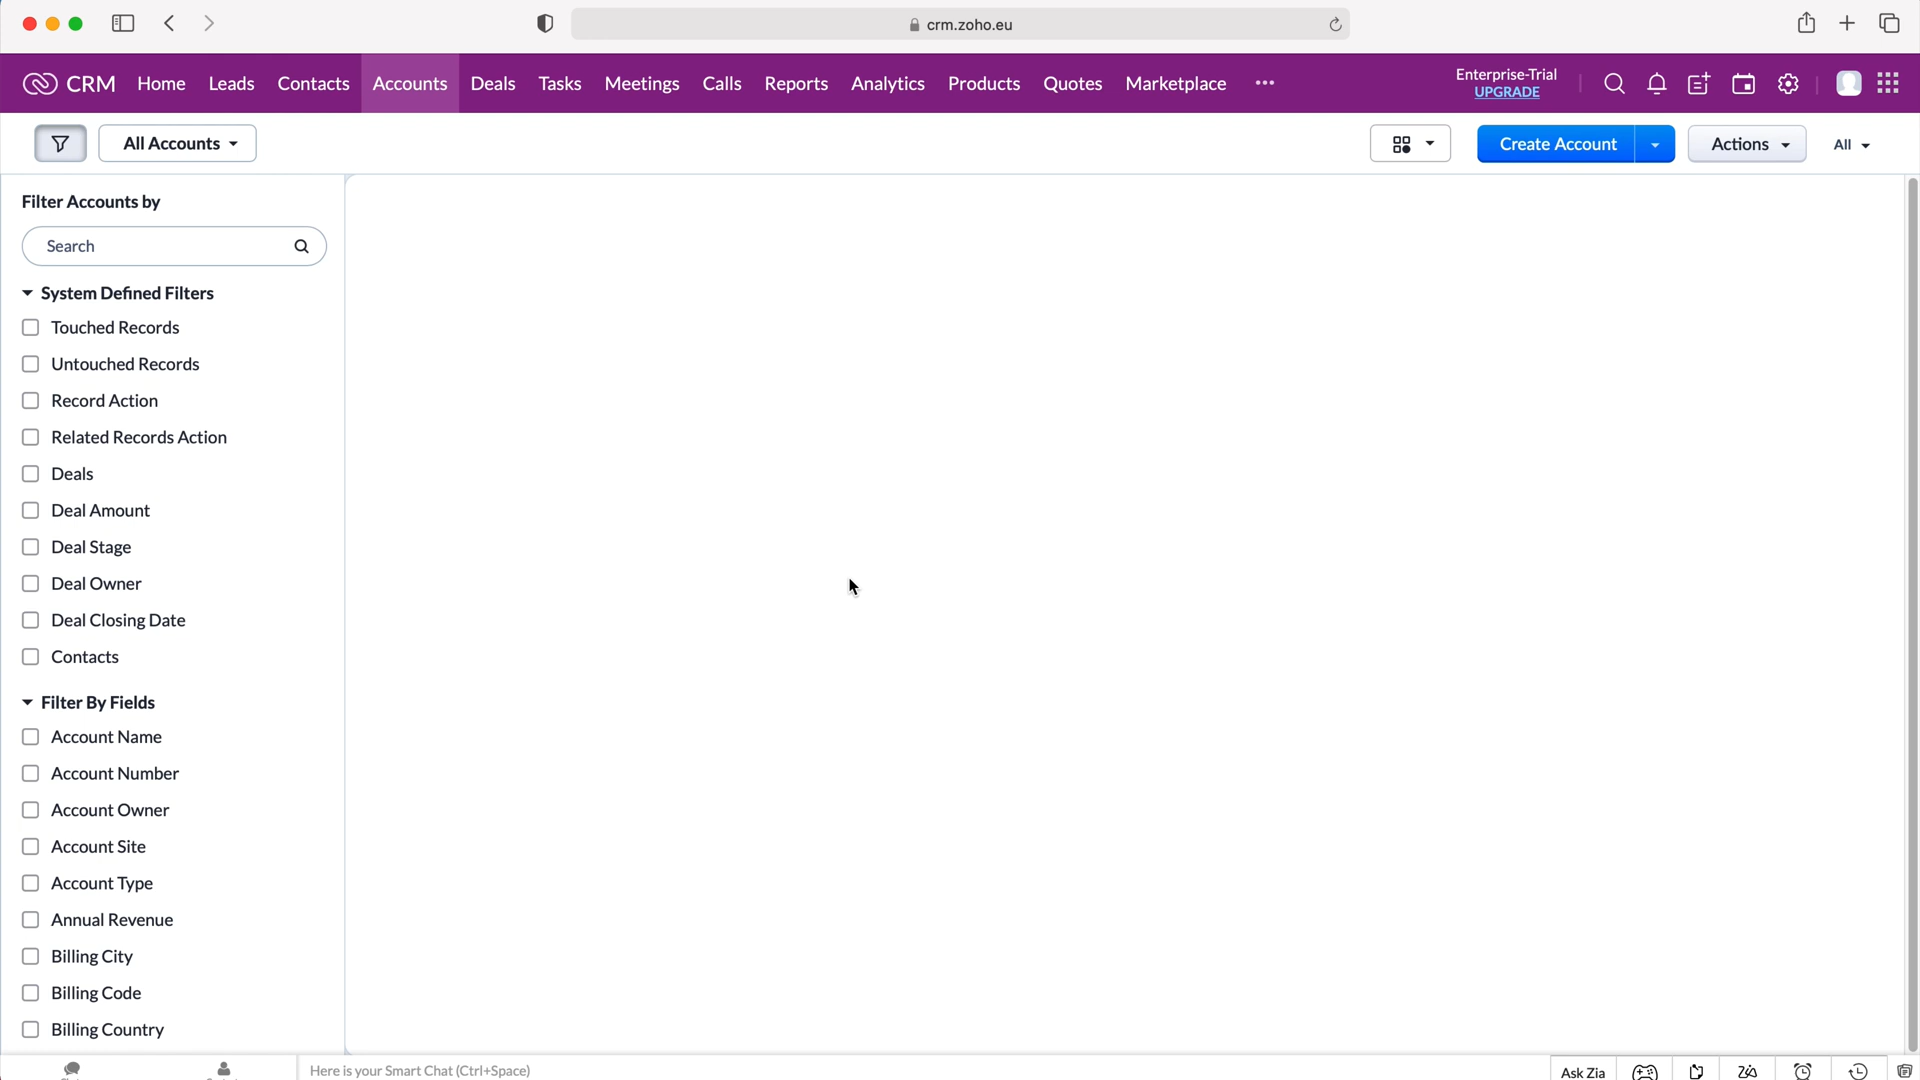 crm.zoho.eu
CRM Home Leads Contacts Accounts Deals Tasks Meetings Calls Reports Analytics Products Quotes Marketplace ••• Enterprise-Trial
UPGRADE
All Accounts
Create Account
Actions
All
Filter Accounts by
Search
System Defined Filters
Touched Records
Untouched Records
Record Action
Related Records Action
Deals
Deal Amount
Deal Stage
Deal Owner
Deal Closing Date
Contacts
Filter By Fields
Account Name
Account Number
Account Owner
Account Site
Account Type
Annual Revenue
Billing City
Billing Code
Billing Country
Here is your Smart Chat (Ctrl+Space)
Ask Zia